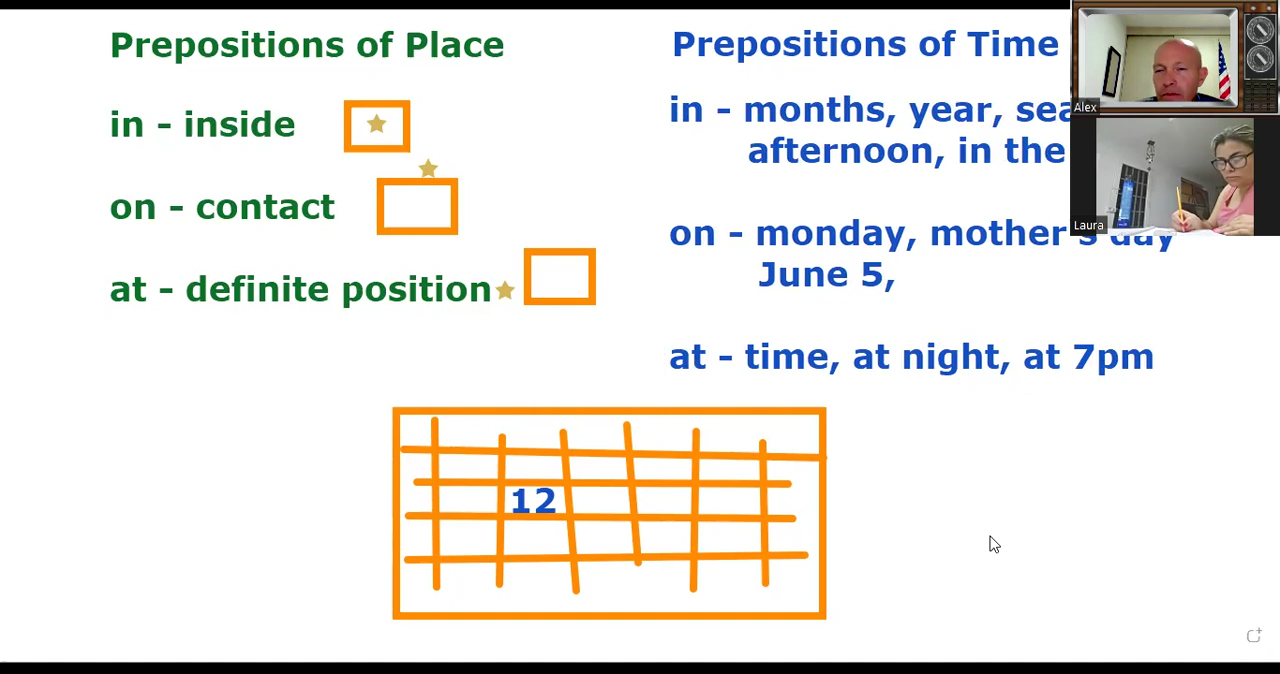 Prepositions of Place
in - inside
on - contact
at - definite position
Prepositions of Time
in - months, year,
afternoon, in the
on - monday, mother's day
June 5,
at - time, at night, at 7pm
12
Alex
Laura